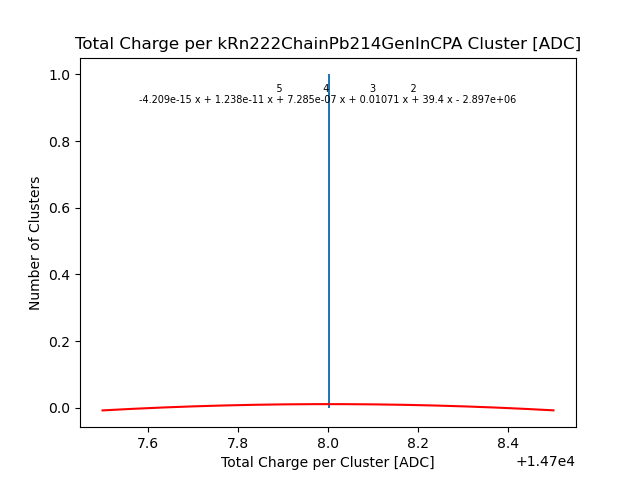 Total Charge per kRn222ChainPb214GenInCPA Cluster [ADC]
1.0
5 4 3 2
-4.209e-15 x + 1.238e-11 x + 7.285e-07 x + 0.01071 x + 39.4 x - 2.897e+06
0.8
0.6
0.4
0.2
0.0
Number of Clusters
7.6 7.8 8.0 8.2 8.4
Total Charge per Cluster [ADC]
+1.47e4